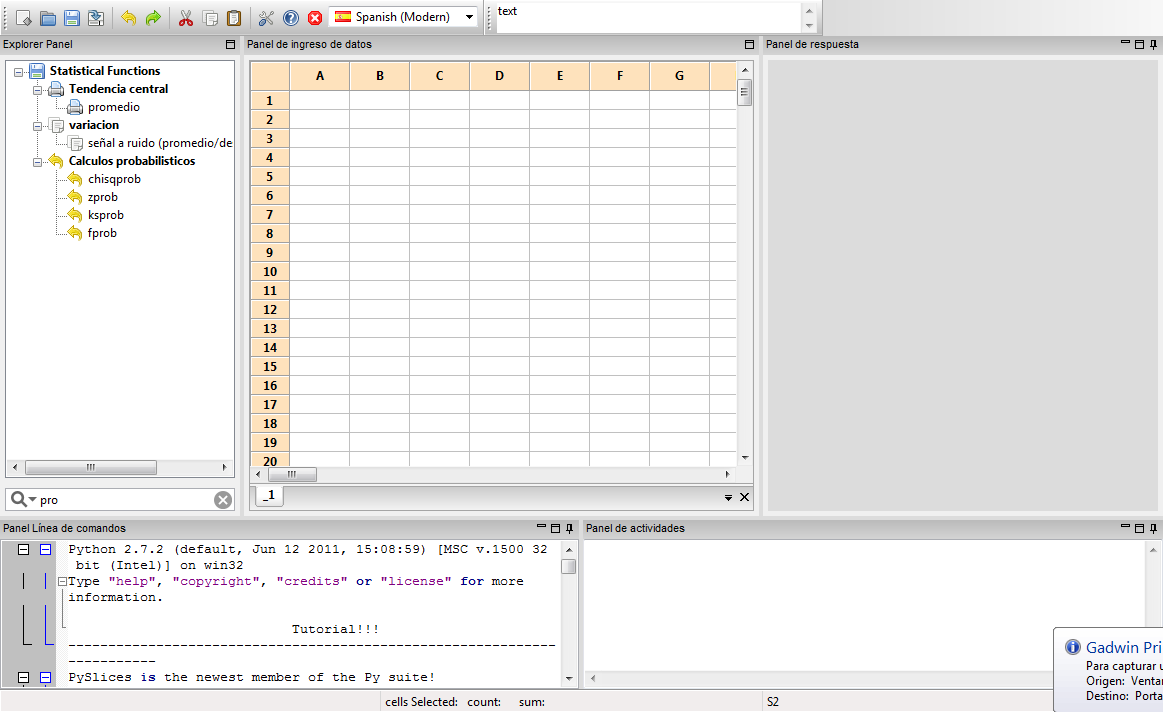 Spanish (Modern)
text
Explorer Panel
Panel de ingreso de datos
Panel de respuesta
Statistical Functions
Tendencia central
promedio
variacion
señal a ruido (promedio/de
Calculos probabilisticos
chisqprob
zprob
ksprob
fprob
pro
A B C D E F G
1
2
3
4
5
6
7
8
9
10
11
12
13
14
15
16
17
18
19
20
_1
Panel Línea de comandos
Python 2.7.2 (default, Jun 12 2011, 15:08:59) [MSC v.1500 32
bit (Intel)] on win32
Type "help", "copyright", "credits" or "license" for more
information.
Tutorial!!!
--------------------------------------------------------------
-----------
PySlices is the newest member of the Py suite!
Panel de actividades
Gadwin Pri
Para capturar u
Origen: Ventan
Destino: Porta
cells Selected: count: sum:
S2